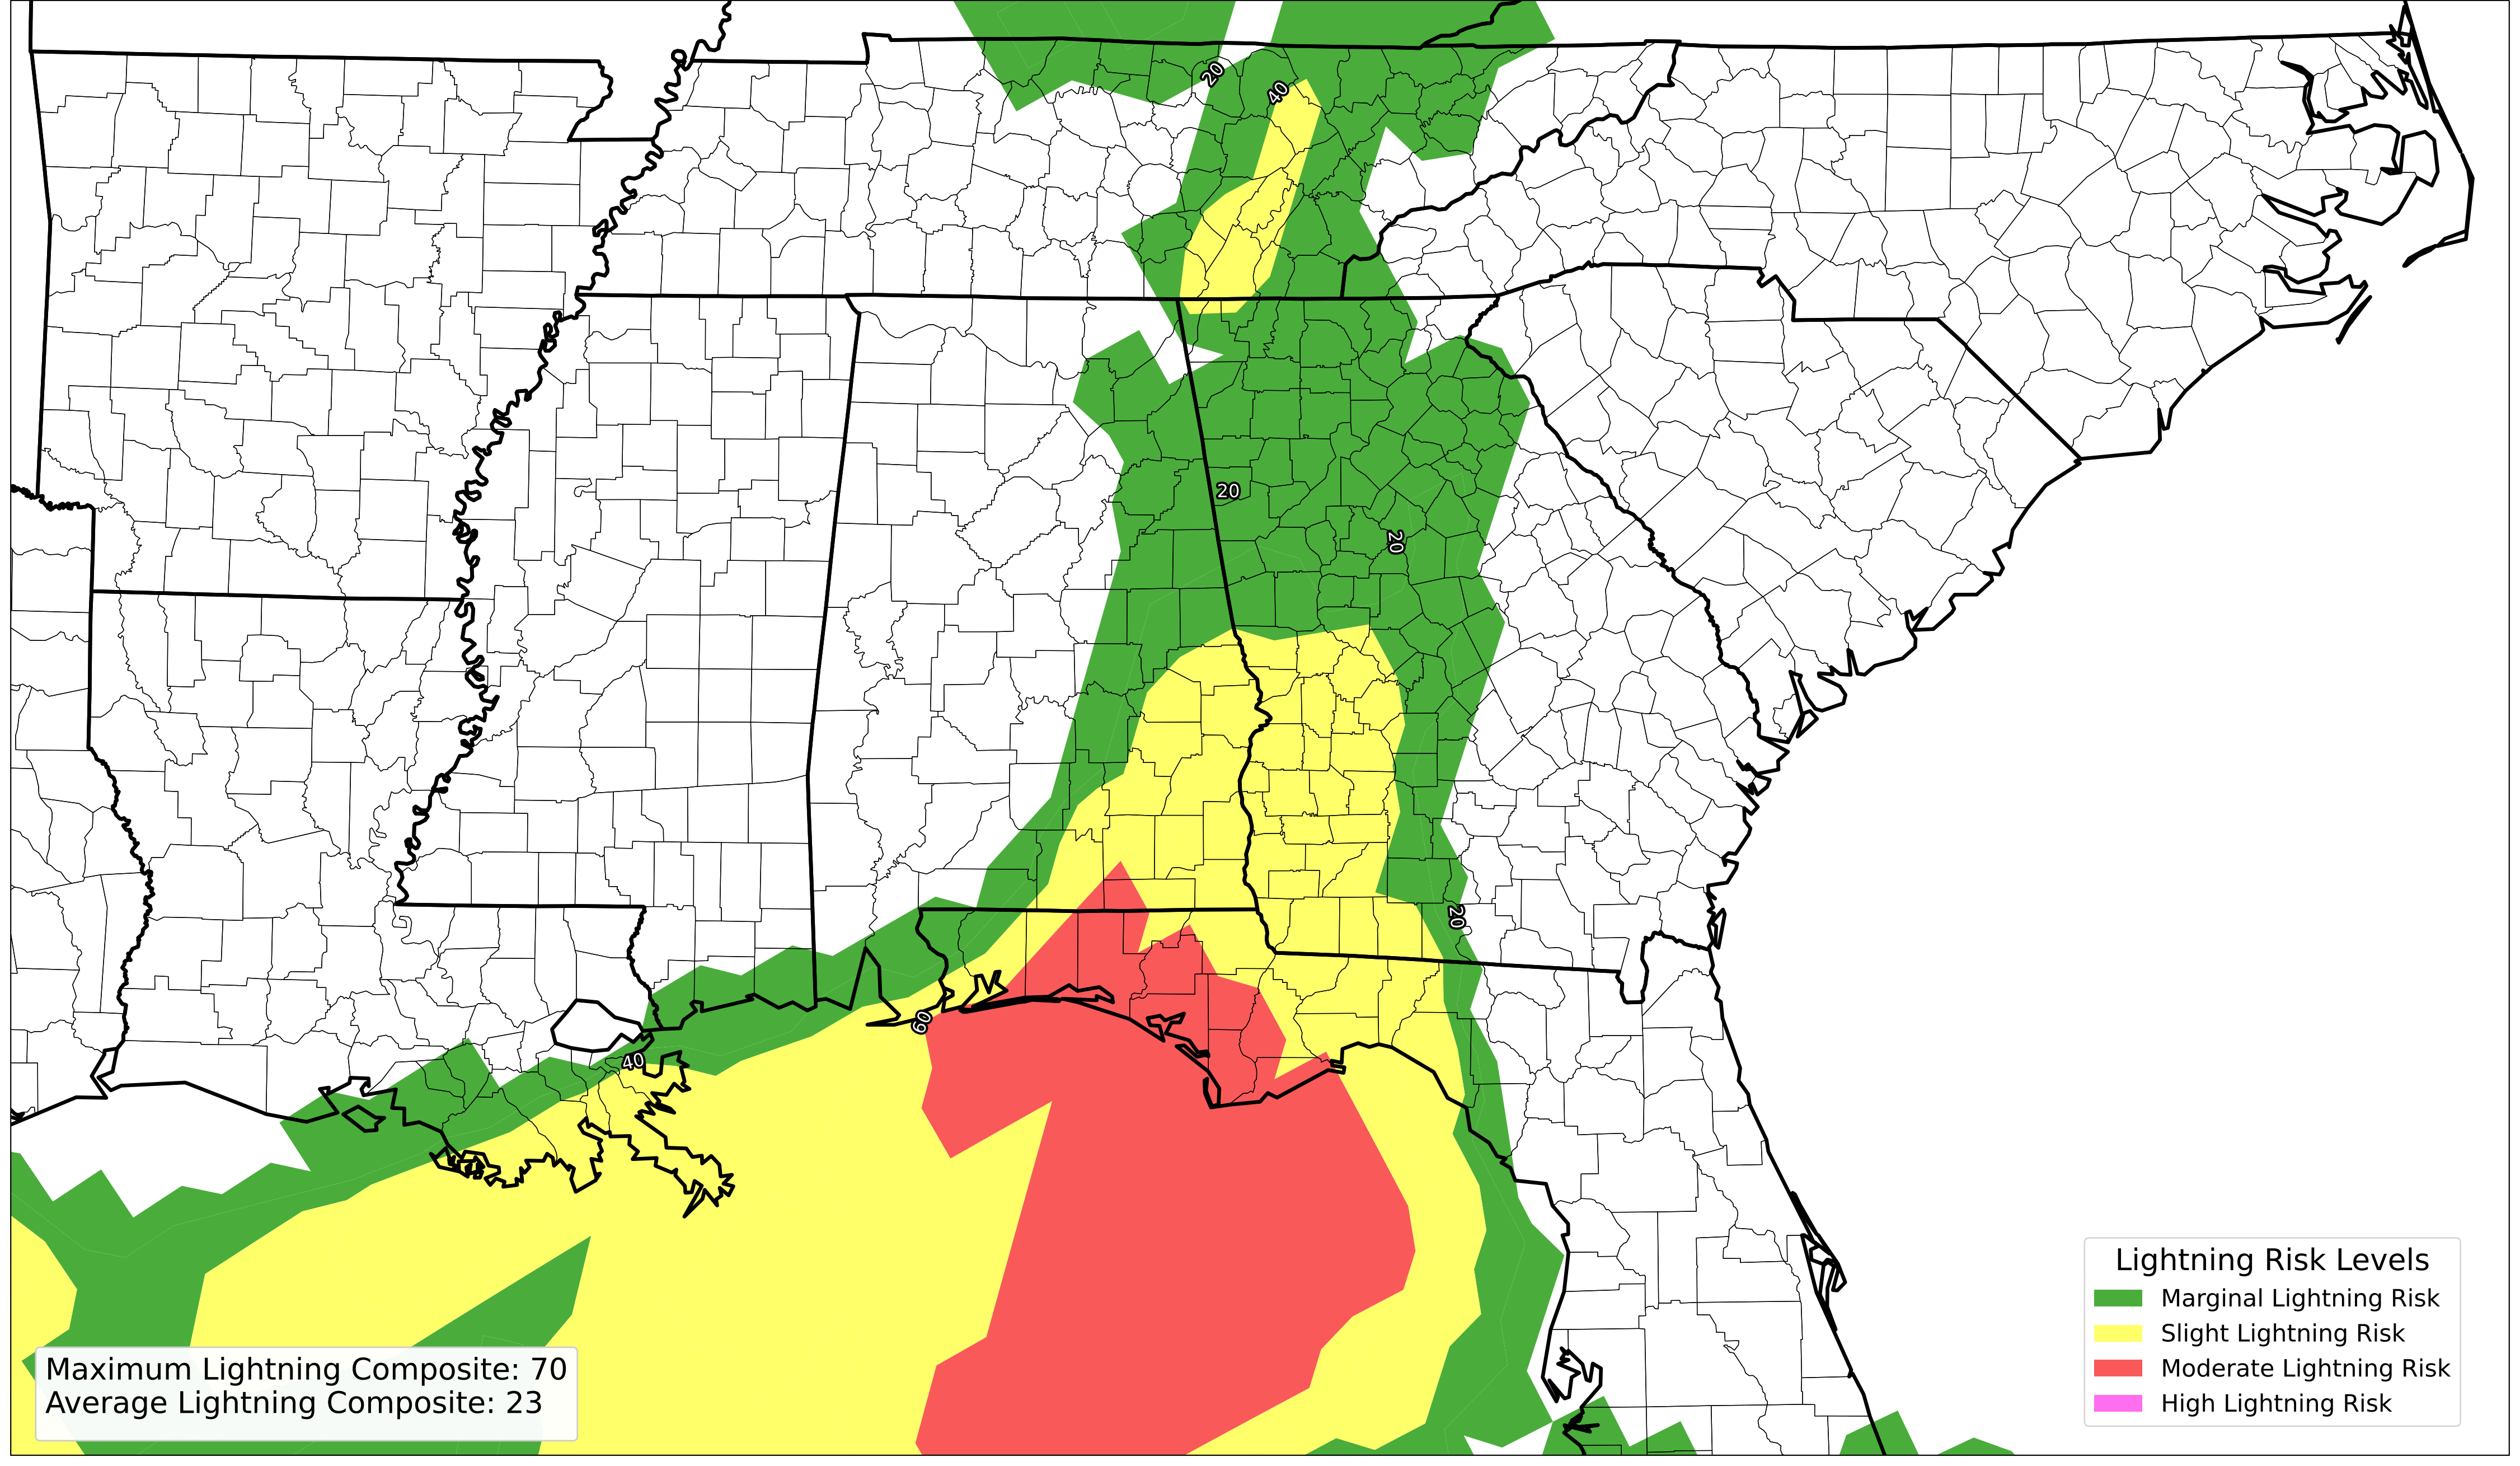 20
40
20
20
20
60
40
Lightning Risk Levels
Marginal Lightning Risk
Slight Lightning Risk
Moderate Lightning Risk
High Lightning Risk
Maximum Lightning Composite: 70
Average Lightning Composite: 23